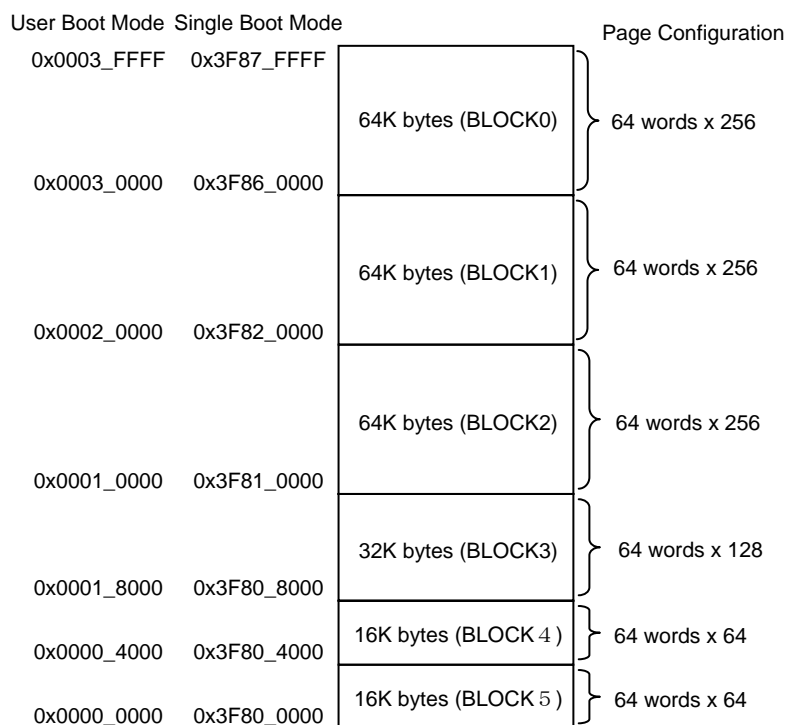 User Boot Mode Single Boot Mode
Page Configuration
0x0003_FFFF 0x3F87_FFFF
64K bytes (BLOCK0) 64 words x 256
0x0003_0000 0x3F86_0000
64K bytes (BLOCK1) 64 words x 256
0x0002_0000 0x3F82_0000
64K bytes (BLOCK2) 64 words x 256
0x0001_0000 0x3F81_0000
32K bytes (BLOCK3) 64 words x 128
0x0001_8000 0x3F80_8000
16K bytes (BLOCK4) 64 words x 64
0x0000_4000 0x3F80_4000
16K bytes (BLOCK5) 64 words x 64
0x0000_0000 0x3F80_0000